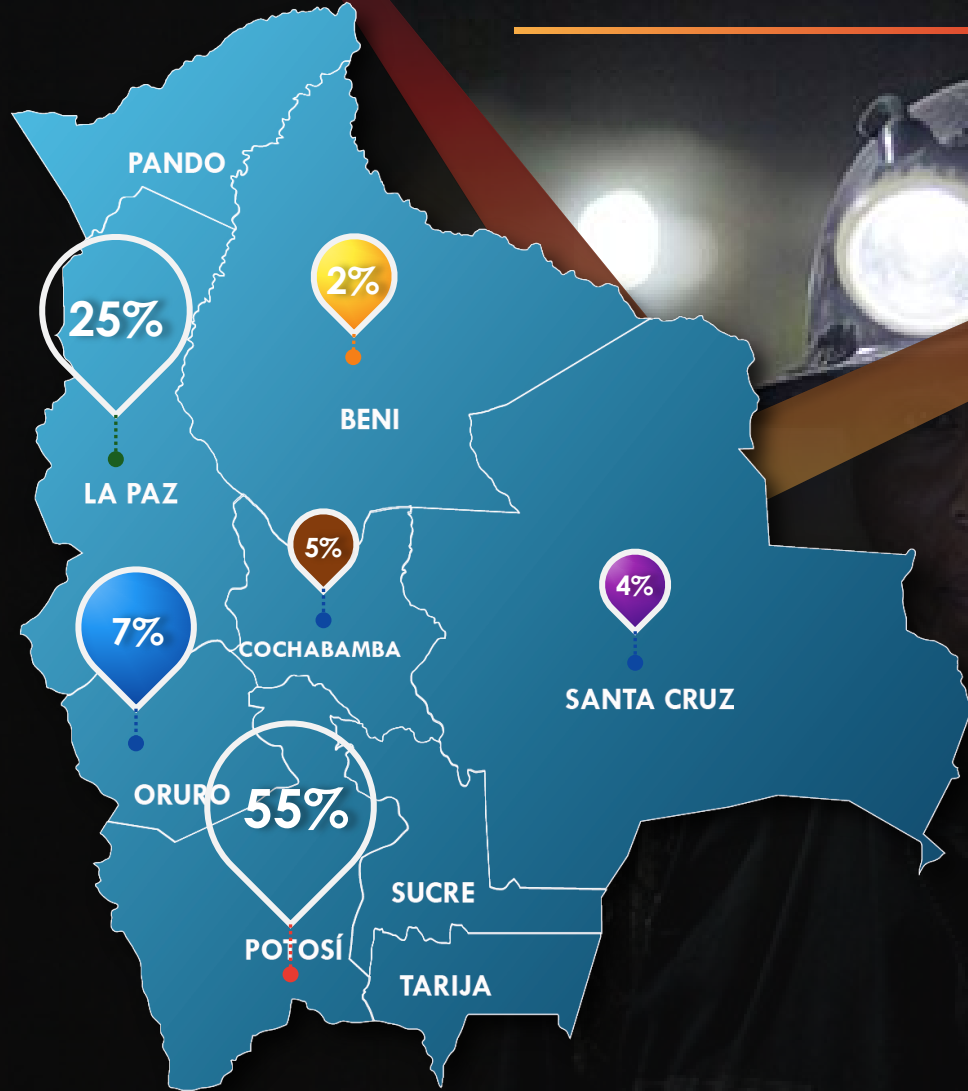 PANDO
25%
2%
BENI
LA PAZ
5%
4%
7%
COCHABAMBA
SANTA CRUZ
ORURO
55%
SUCRE
POTOSÍ
TARIJA